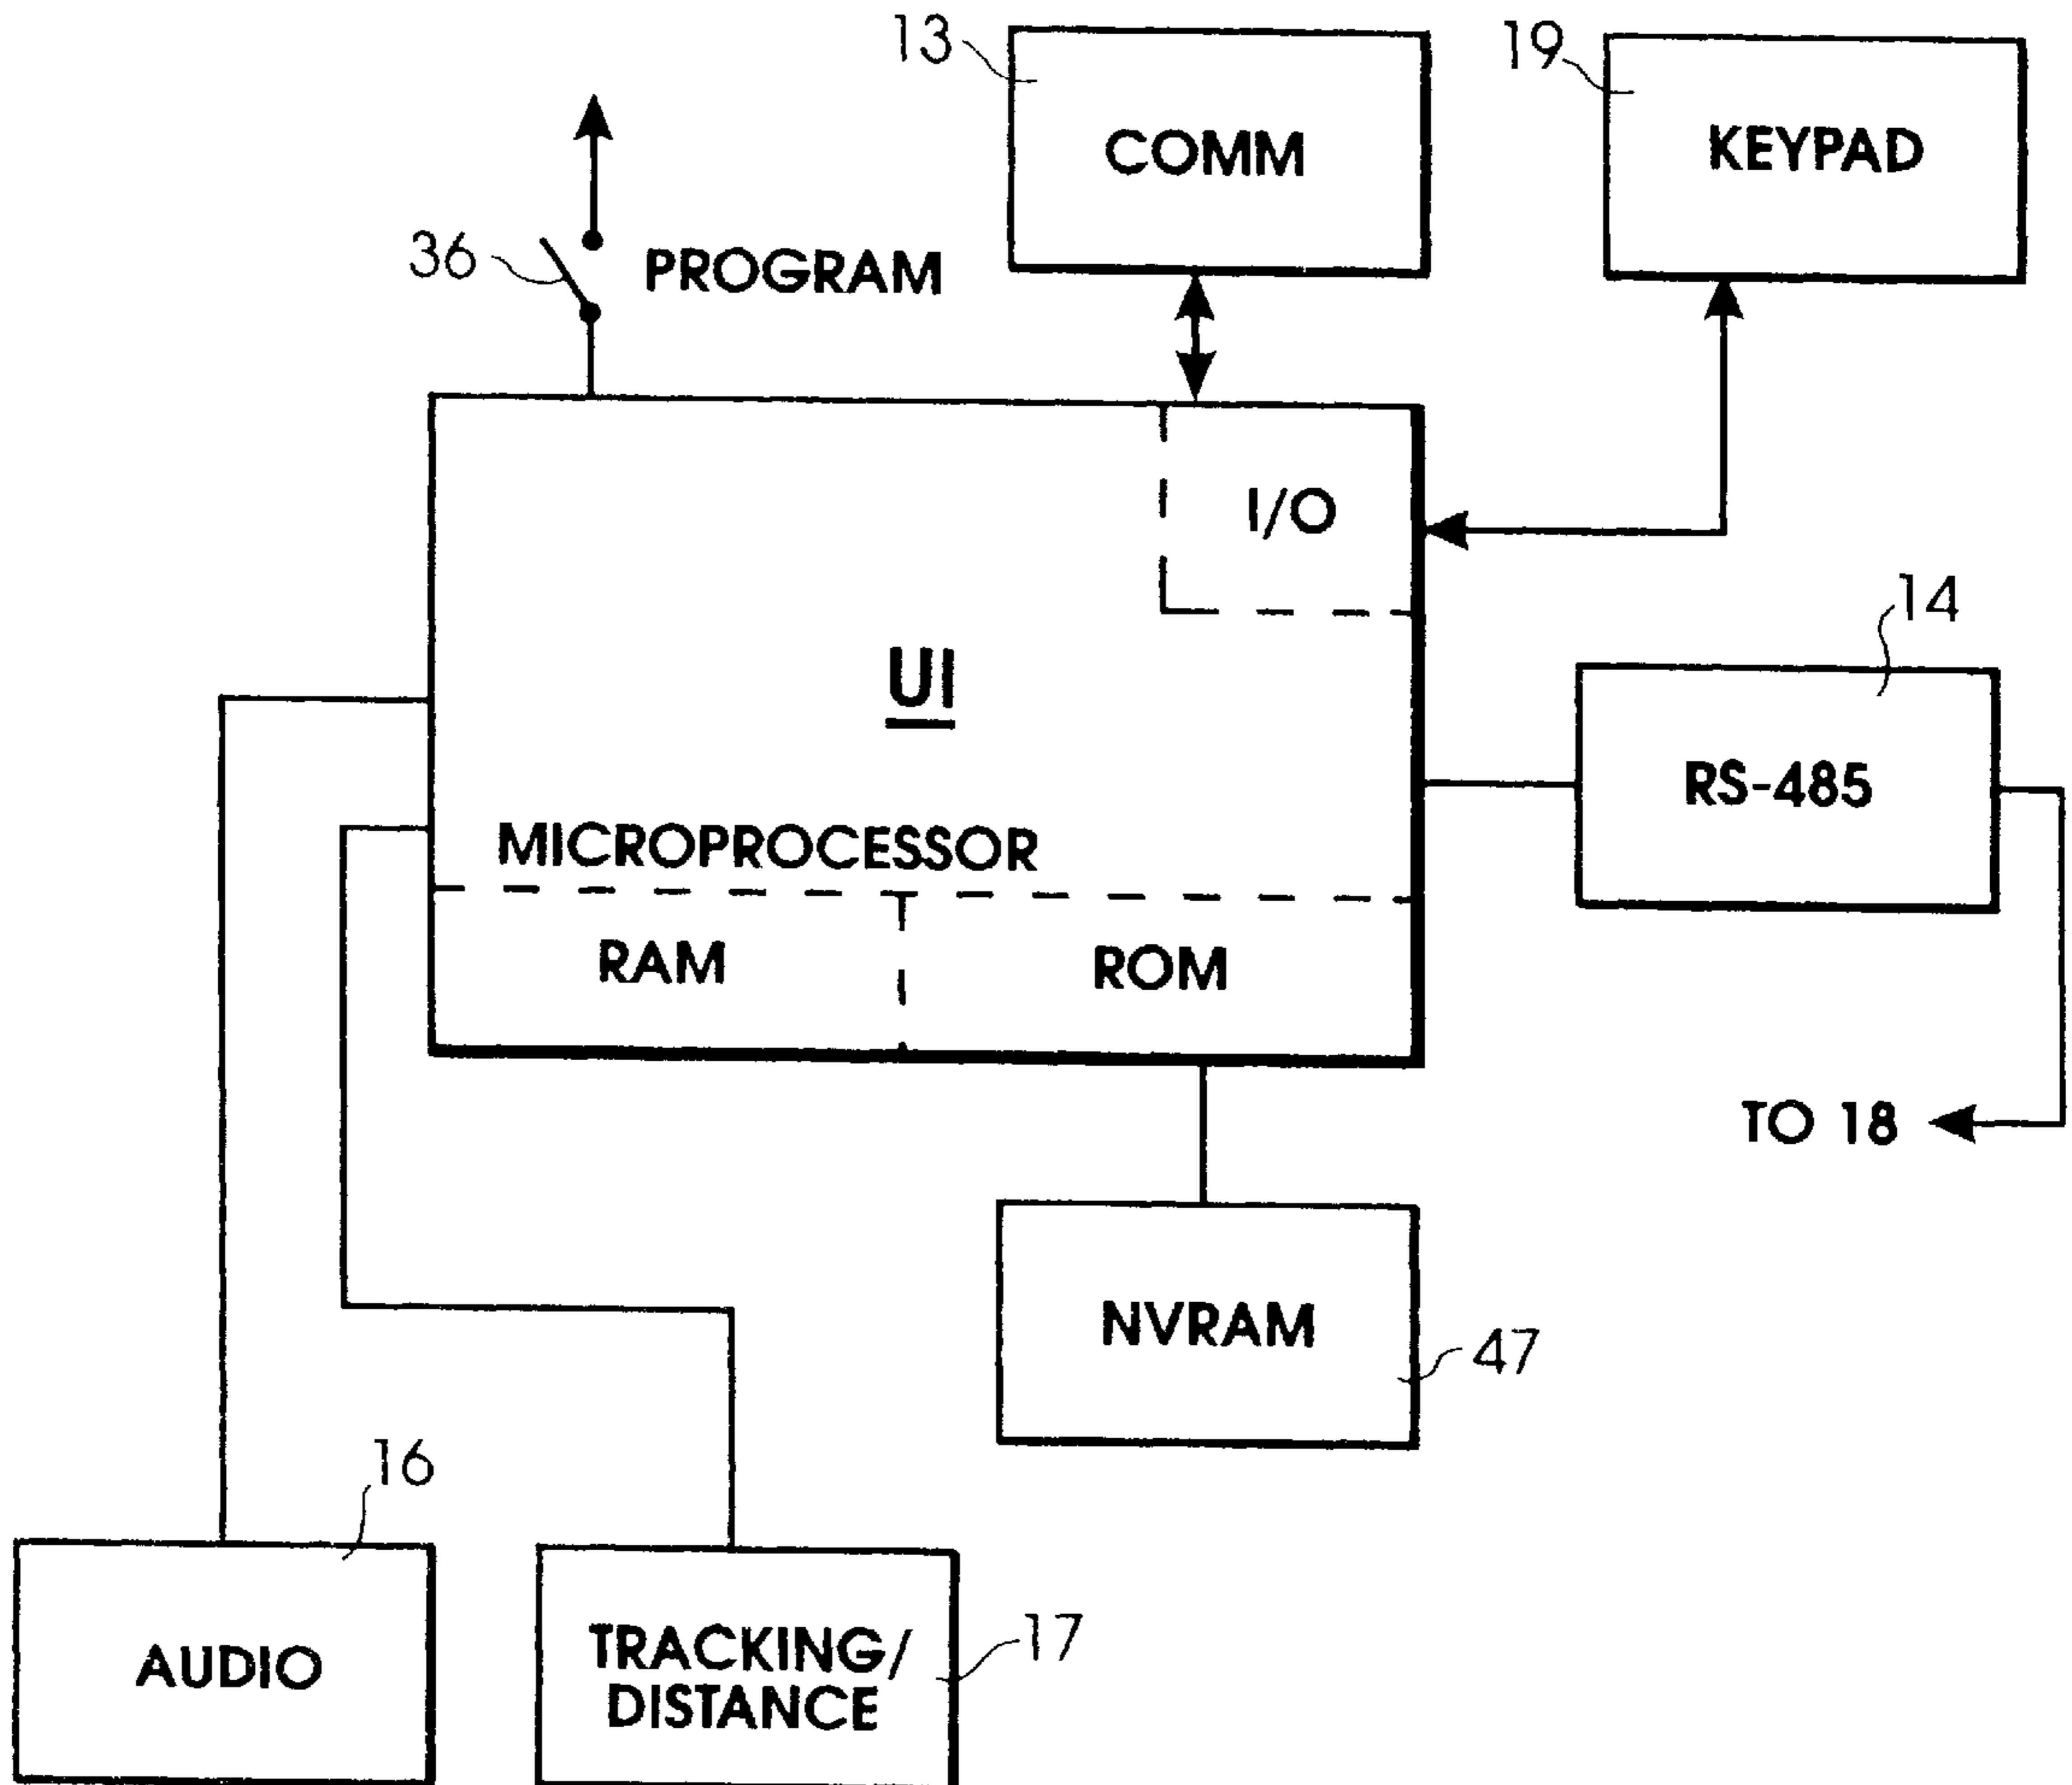 13
COMM
19
KEYPAD
36
PROGRAM
I/O
UI
MICROPROCESSOR
RAM
ROM
14
RS-485
TO 18
NVRAM
47
16
AUDIO
17
TRACKING/
DISTANCE